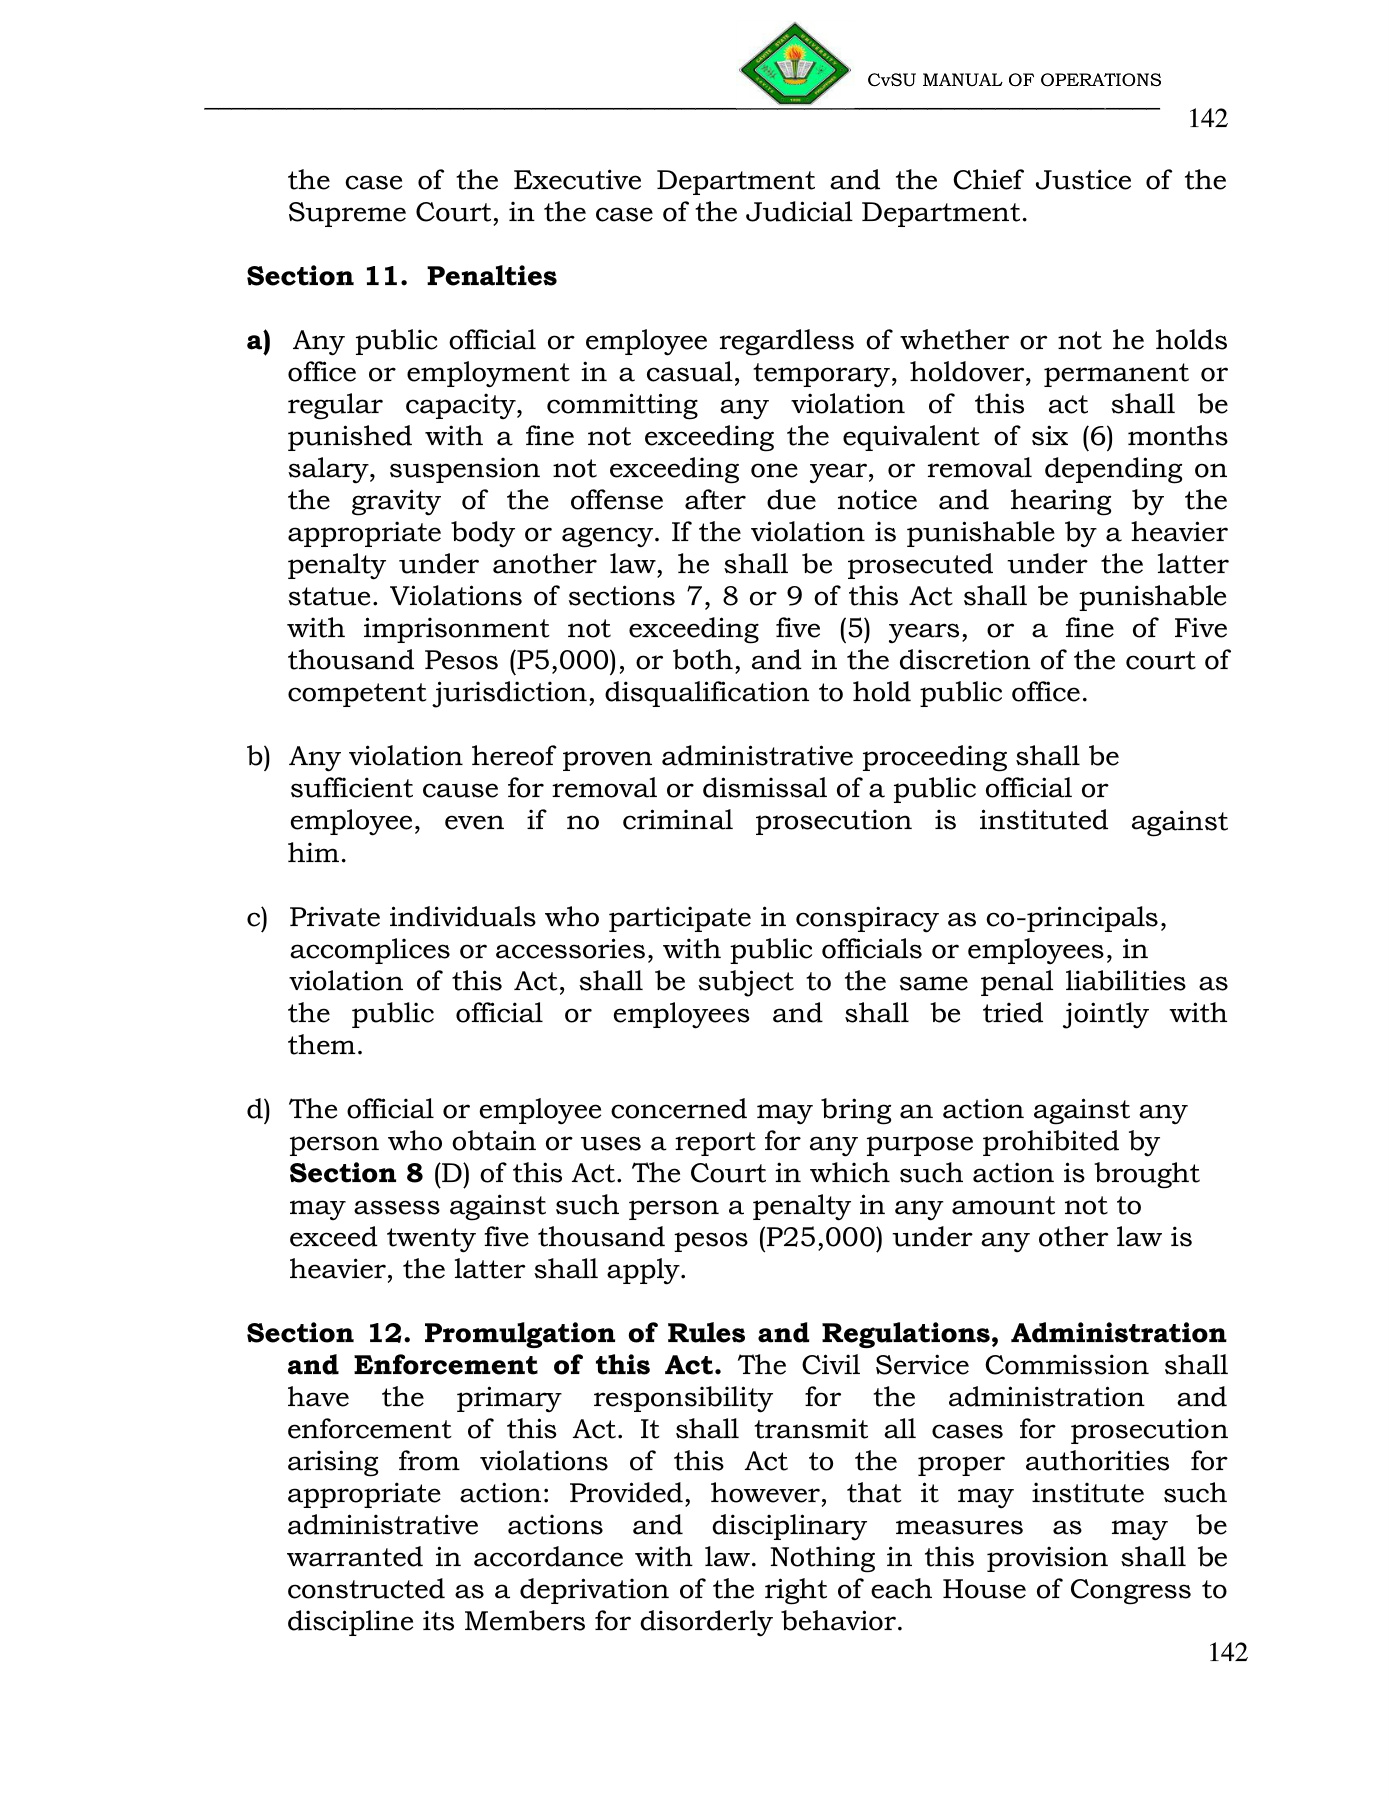 CvSU MANUAL OF OPERATIONS
142
the case of the Executive Department and the Chief Justice of the
Supreme Court, in the case of the Judicial Department.
Section 11. Penalties
a) Any public official or employee regardless of whether or not he holds
office or employment in a casual, temporary, holdover, permanent or
regular capacity, committing any violation of this act shall be
punished with a fine not exceeding the equivalent of six (6) months
salary, suspension not exceeding one year, or removal depending on
the gravity of the offense after due notice and hearing by the
appropriate body or agency. If the violation is punishable by a heavier
penalty under another law, he shall be prosecuted under the latter
statue. Violations of sections 7, 8 or 9 of this Act shall be punishable
with imprisonment not exceeding five (5) years, or a fine of Five
thousand Pesos (P5,000), or both, and in the discretion of the court of
competent jurisdiction, disqualification to hold public office.
b) Any violation hereof proven administrative proceeding shall be
sufficient cause for removal or dismissal of a public official or
employee, even if no criminal prosecution is instituted against
him.
c) Private individuals who participate in conspiracy as co-principals,
accomplices or accessories, with public officials or employees, in
violation of this Act, shall be subject to the same penal liabilities as
the public official or employees and shall be tried jointly with
them.
d) The official or employee concerned may bring an action against any
person who obtain or uses a report for any purpose prohibited by
Section 8 (D) of this Act. The Court in which such action is brought
may assess against such person a penalty in any amount not to
exceed twenty five thousand pesos (P25,000) under any other law is
heavier, the latter shall apply.
Section 12. Promulgation of Rules and Regulations, Administration
and Enforcement of this Act. The Civil Service Commission shall
have the primary responsibility for the administration and
enforcement of this Act. It shall transmit all cases for prosecution
arising from violations of this Act to the proper authorities for
appropriate action: Provided, however, that it may institute such
administrative actions and disciplinary measures as may be
warranted in accordance with law. Nothing in this provision shall be
constructed as a deprivation of the right of each House of Congress to
discipline its Members for disorderly behavior.
142